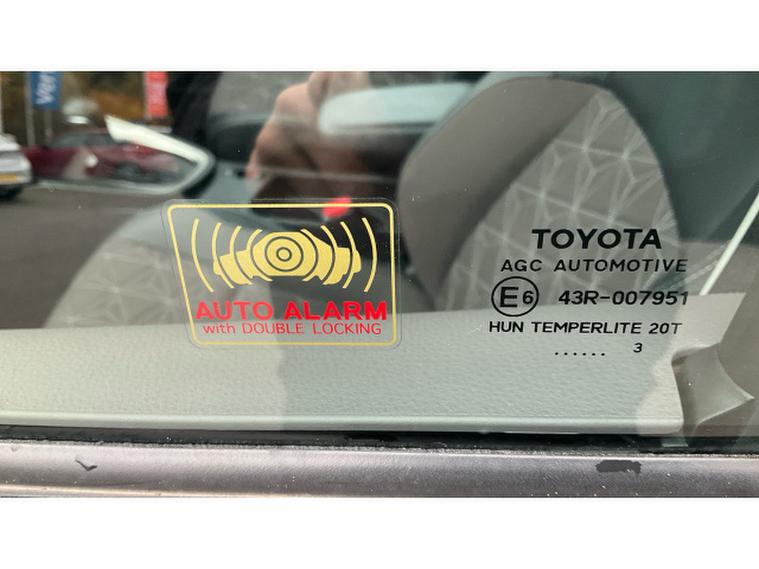 AUTO ALARM
with DOUBLE LOCKING
TOYOTA
AGC AUTOMOTIVE
E6 43R-007951
HUN TEMPERLITE 20T
...... 3